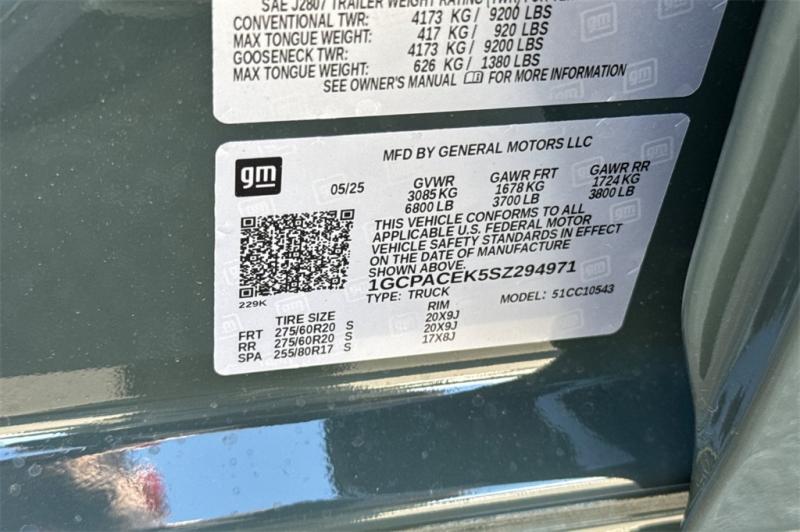 SAE J2807 TRAILER WEIGHT RATING (TWR)
CONVENTIONAL TWR: 4173 KG/ 9200 LBS
MAX TONGUE WEIGHT: 417 KG/ 920 LBS
GOOSENECK TWR: 4173 KG/ 9200 LBS
MAX TONGUE WEIGHT: 626 KG/ 1380 LBS
SEE OWNER'S MANUAL FOR MORE INFORMATION
gm
MFD BY GENERAL MOTORS LLC
05/25 GVWR GAWR FRT GAWR RR
3085 KG 1678 KG 1724 KG
6800 LB 3700 LB 3800 LB
THIS VEHICLE CONFORMS TO ALL
APPLICABLE U.S. FEDERAL MOTOR
VEHICLE SAFETY STANDARDS IN EFFECT
ON THE DATE OF MANUFACTURE
SHOWN ABOVE.
1GCPACEK5SZ294971
229K TYPE: TRUCK MODEL: 51CC10543
TIRE SIZE RIM
FRT 275/60R20 S 20X9J
RR 275/60R20 S 20X9J
SPA 255/80R17 S 17X8J